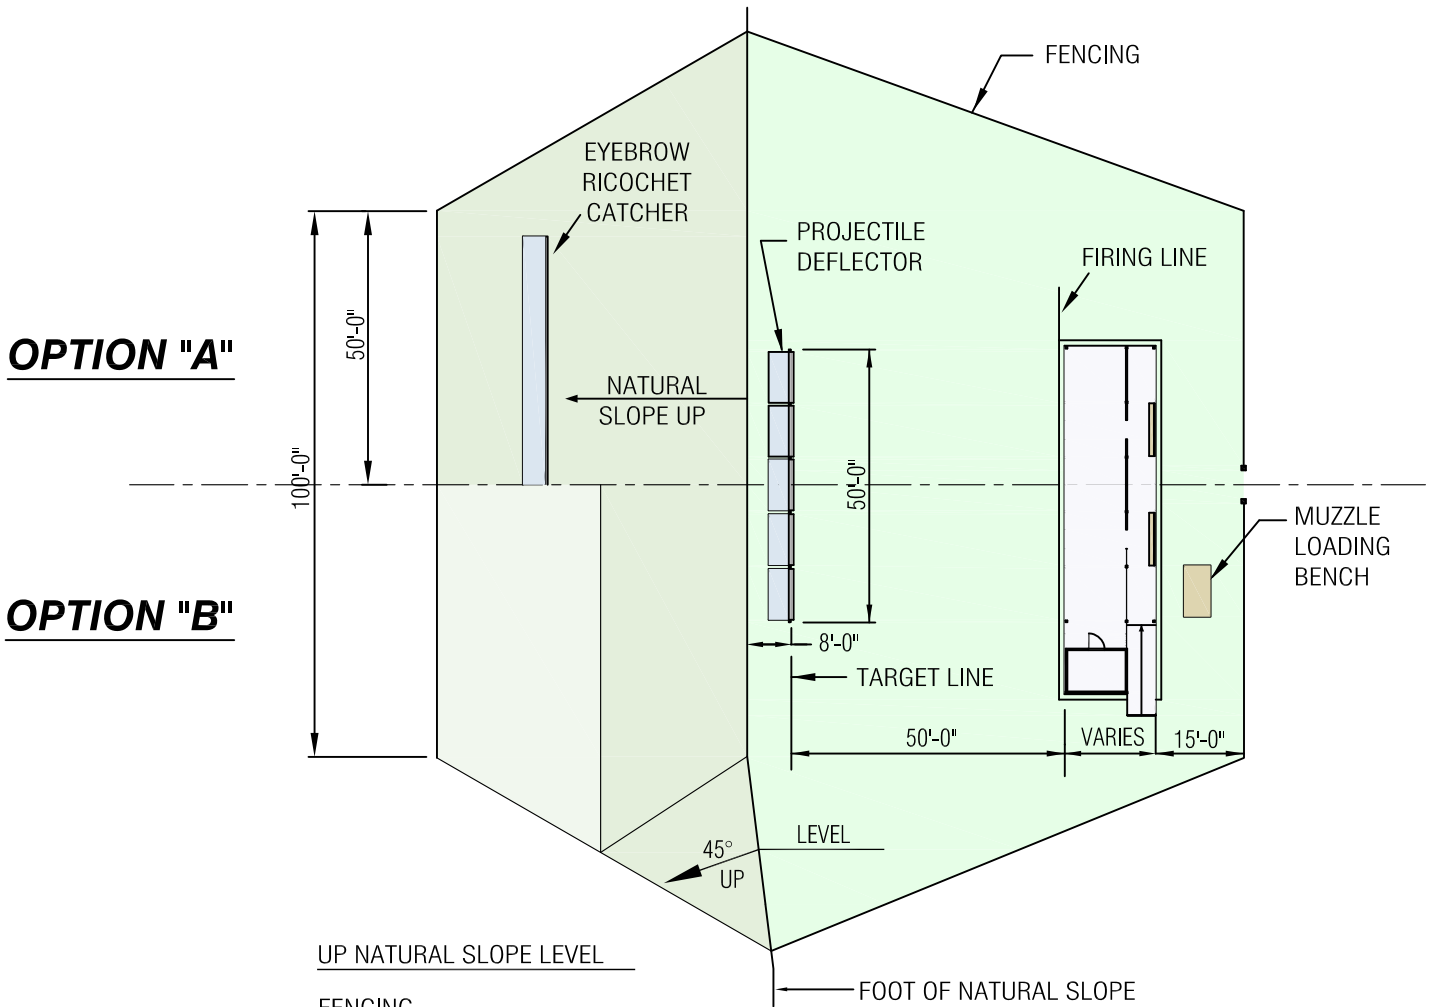 FENCING
EYEBROW
RICOCHET
CATCHER
PROJECTILE
DEFLECTOR
FIRING LINE
OPTION "A"
50'-0"
NATURAL
SLOPE UP
100'-0"
50'-0"
MUZZLE
LOADING
BENCH
OPTION "B"
8'-0"
TARGET LINE
50'-0"
VARIES
15'-0"
LEVEL
45°
UP
UP NATURAL SLOPE LEVEL
FOOT OF NATURAL SLOPE
FENCING